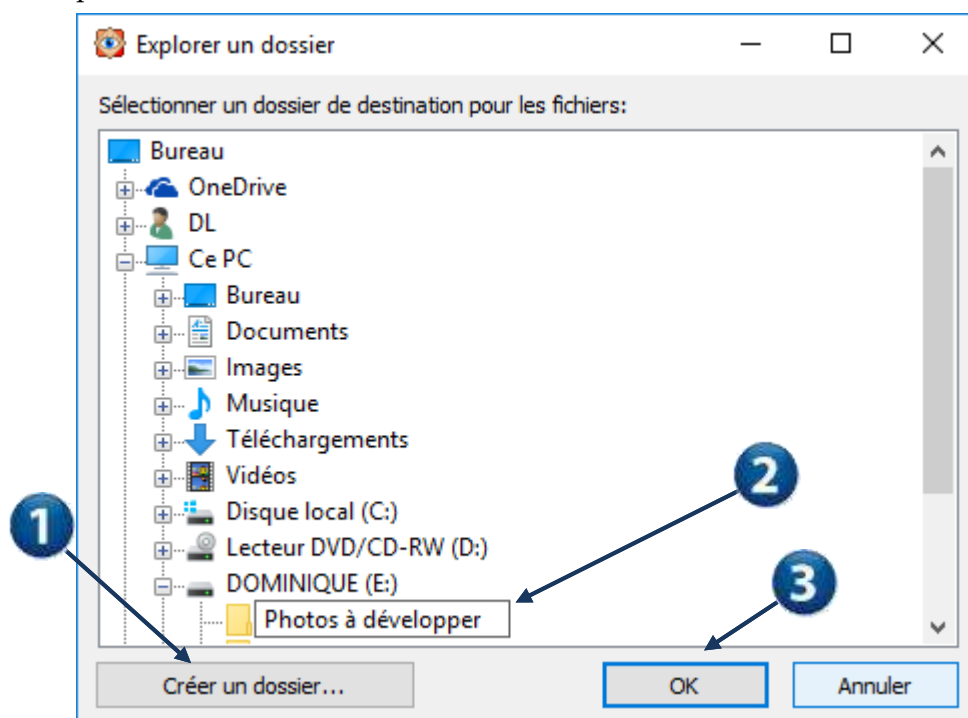 Explorer un dossier
Sélectionner un dossier de destination pour les fichiers:
Bureau
OneDrive
DL
Ce PC
Bureau
Documents
Images
Musique
Téléchargements
Vidéos
2
1
Disque local (C:)
Lecteur DVD/CD-RW (D:)
DOMINIQUE (E:)
3
Photos à développer
Créer un dossier...
OK
Annuler